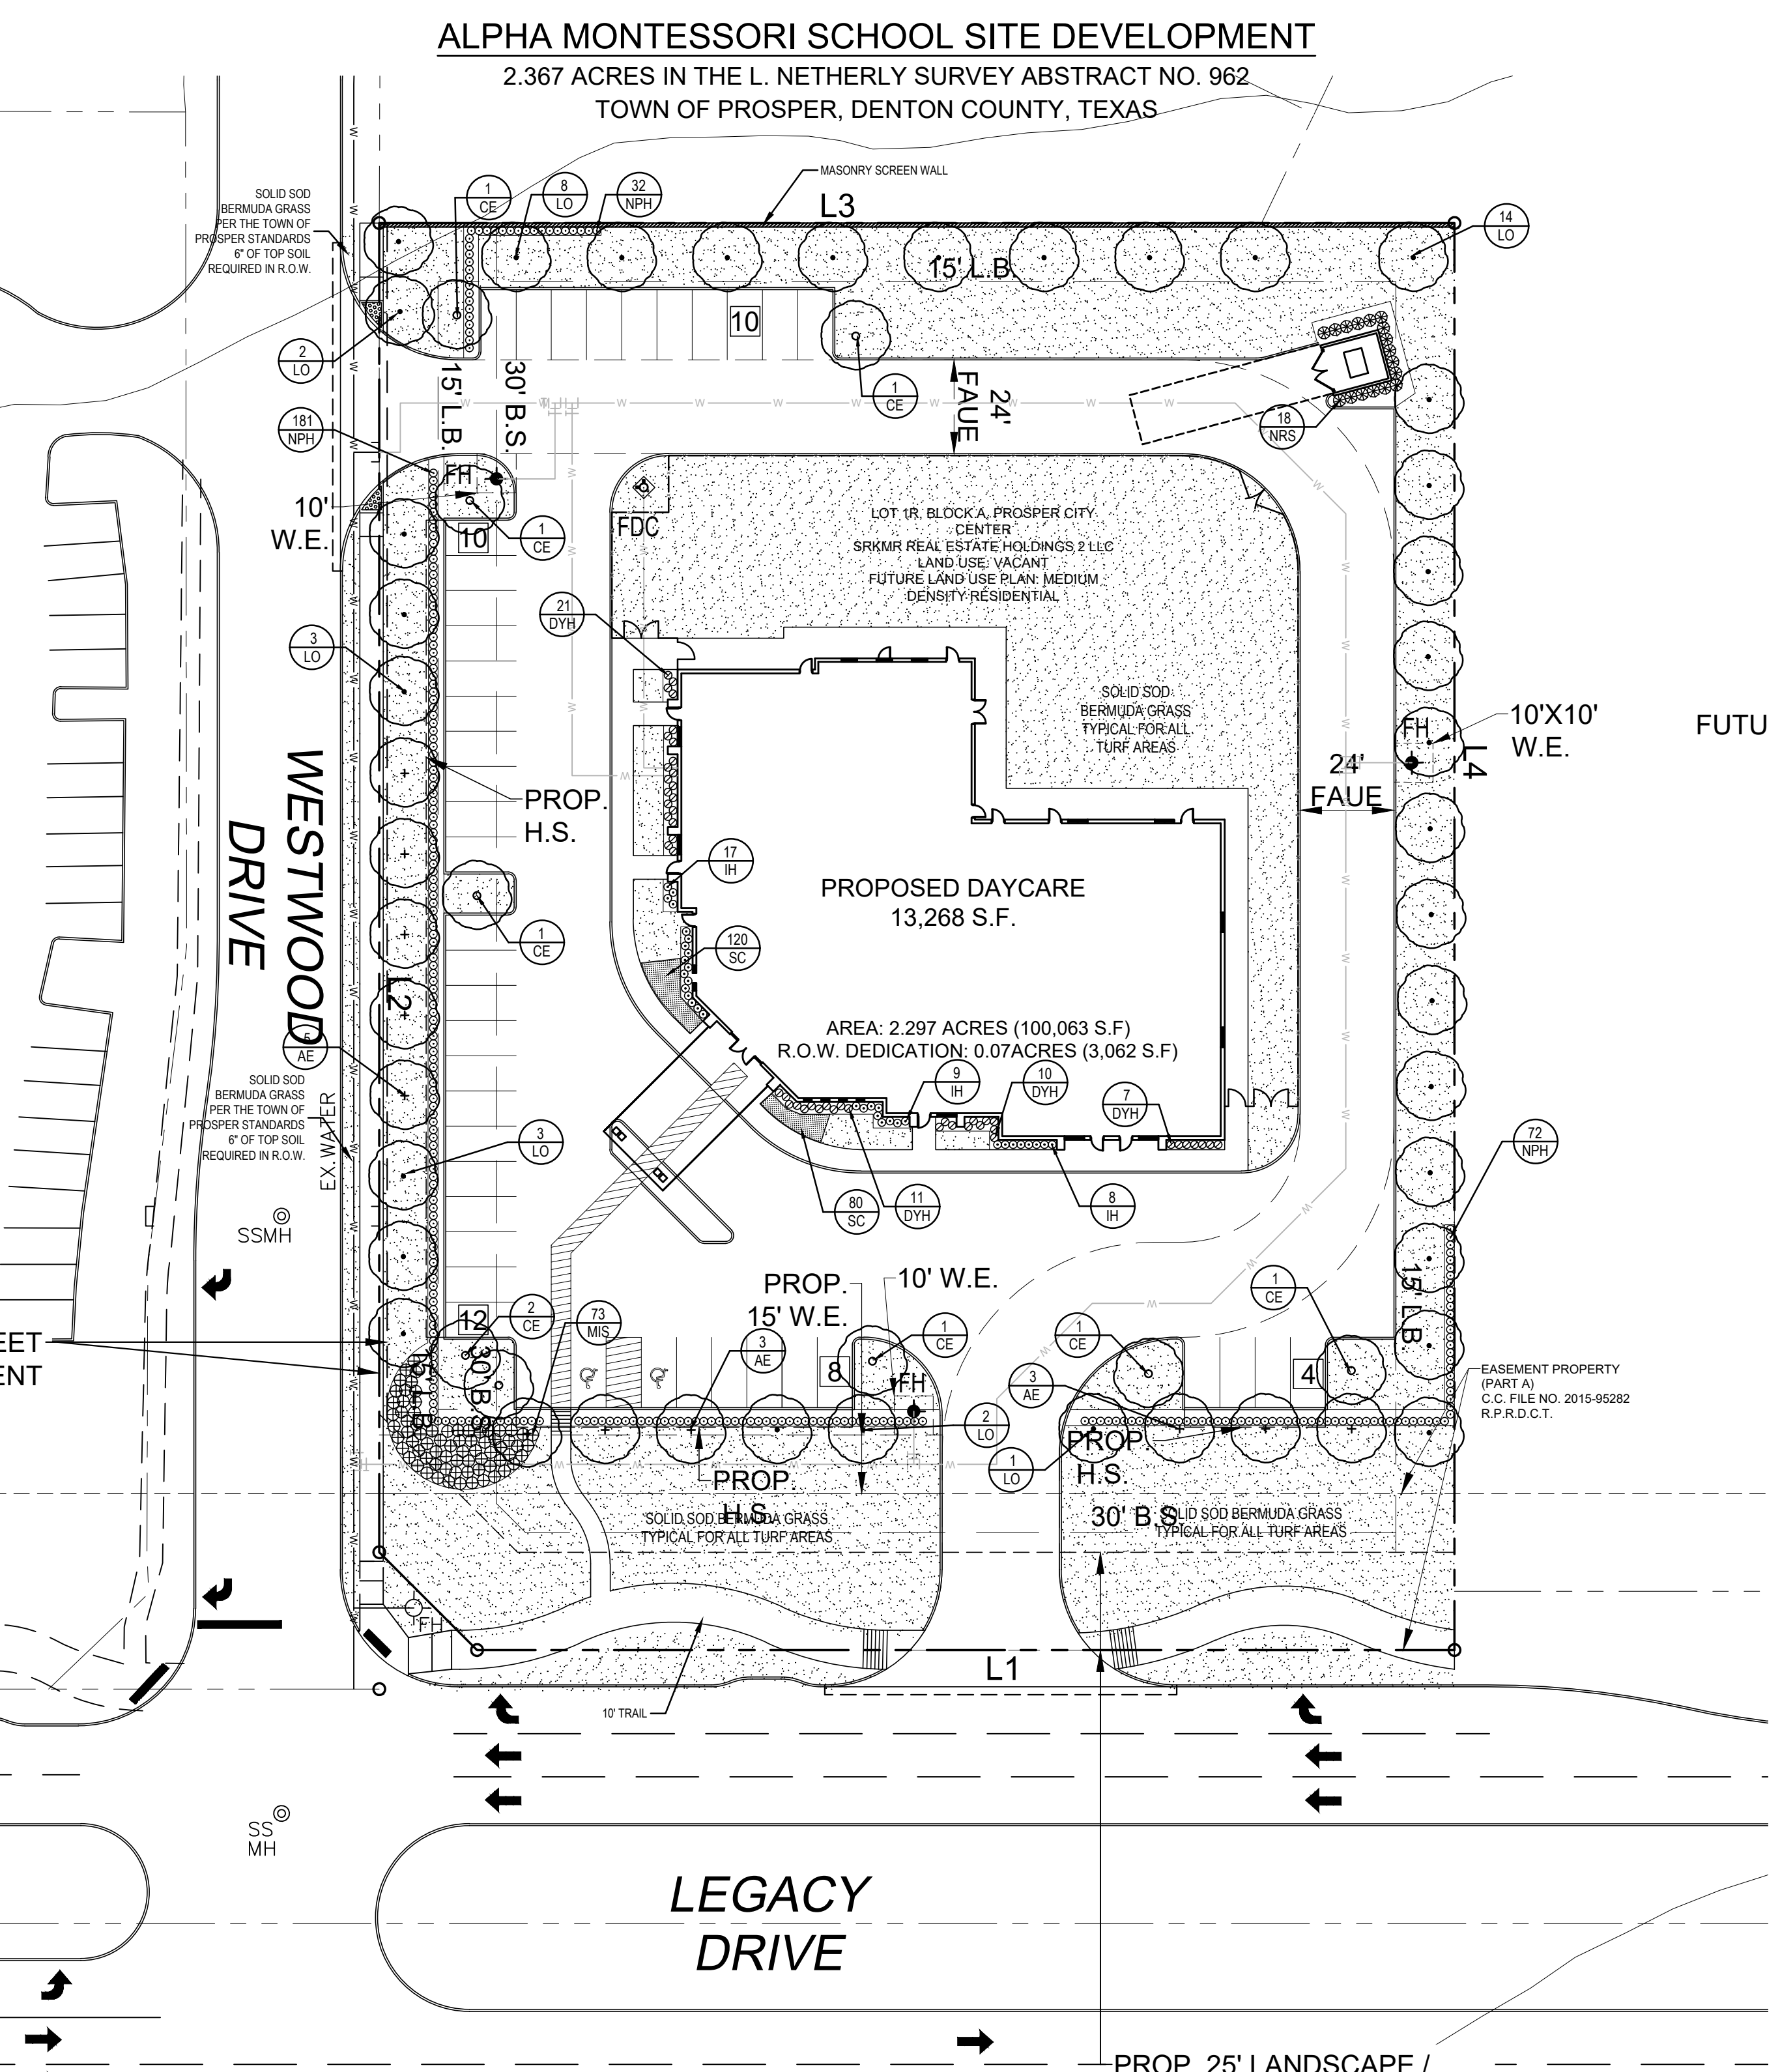 ALPHA MONTESSORI SCHOOL SITE DEVELOPMENT
2.367 ACRES IN THE L. NETHERLY SURVEY ABSTRACT NO. 962
TOWN OF PROSPER, DENTON COUNTY, TEXAS
MASONRY SCREEN WALL
L3
SOLID SOD
BERMUDA GRASS
PER THE TOWN OF
PROSPER STANDARDS
6" OF TOP SOIL
REQUIRED IN R.O.W.
1
CE
8
LO
32
NPH
14
LO
15' L.B.
10
2
LO
1
CE
15' L.B.
30' B.S.
24'
FAUE
18
NRS
181
NPH
FH
10'
W.E.
10
1
CE
FDC
LOT 1R, BLOCK A, PROSPER CITY
CENTER
SRKMR REAL ESTATE HOLDINGS 2 LLC
LAND USE: VACANT
FUTURE LAND USE PLAN: MEDIUM
DENSITY RESIDENTIAL
21
DYH
3
LO
SOLID SOD
BERMUDA GRASS
TYPICAL FOR ALL
TURF AREAS
FH
10'X10'
W.E.
L4
FUTU
24'
FAUE
WESTWOOD
DRIVE
PROP.
H.S.
17
IH
PROPOSED DAYCARE
13,268 S.F.
1
CE
120
SC
L2
5
AE
AREA: 2.297 ACRES (100,063 S.F)
R.O.W. DEDICATION: 0.07ACRES (3,062 S.F)
9
IH
10
DYH
7
DYH
SOLID SOD
BERMUDA GRASS
PER THE TOWN OF
PROSPER STANDARDS
6" OF TOP SOIL
REQUIRED IN R.O.W.
EX. WATER
3
LO
72
NPH
80
SC
11
DYH
8
IH
SSMH
PROP.
15' W.E.
10' W.E.
1
CE
15' L.B.
12
2
CE
73
MIS
3
AE
1
CE
1
CE
EET
ENT
8
4
3
AE
FH
EASEMENT PROPERTY
(PART A)
C.C. FILE NO. 2015-95282
R.P.R.D.C.T.
15' L.B.
30' B.S.
2
LO
1
LO
PROP.
H.S.
PROP.
H.S.
30' B.S.
SOLID SOD BERMUDA GRASS
TYPICAL FOR ALL TURF AREAS
SOLID SOD BERMUDA GRASS
TYPICAL FOR ALL TURF AREAS
FH
L1
10' TRAIL
SS
MH
LEGACY
DRIVE
PROP. 25' LANDSCAPE /